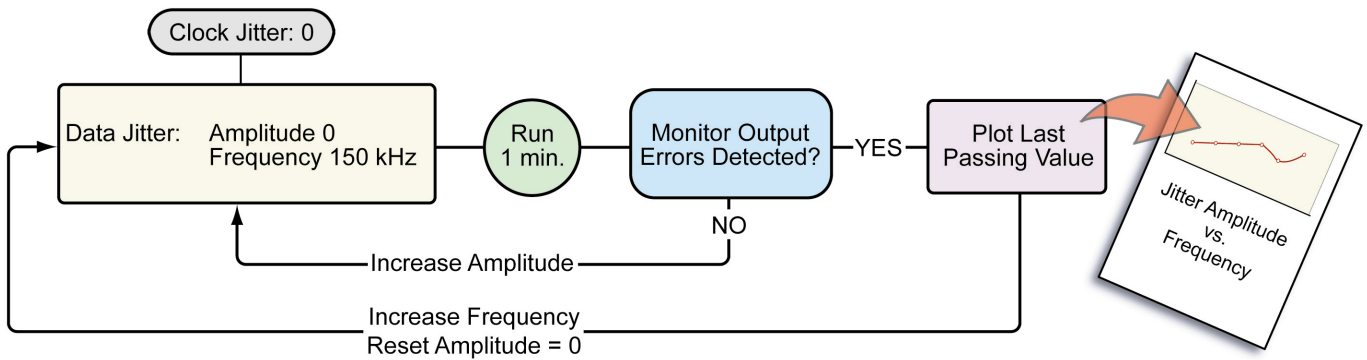 Clock Jitter: 0
Data Jitter: Amplitude 0
Frequency 150 kHz
Run
1 min.
Monitor Output
Errors Detected?
YES
Plot Last
Passing Value
NO
Increase Amplitude
Increase Frequency
Reset Amplitude = 0
Jitter Amplitude
vs.
Frequency